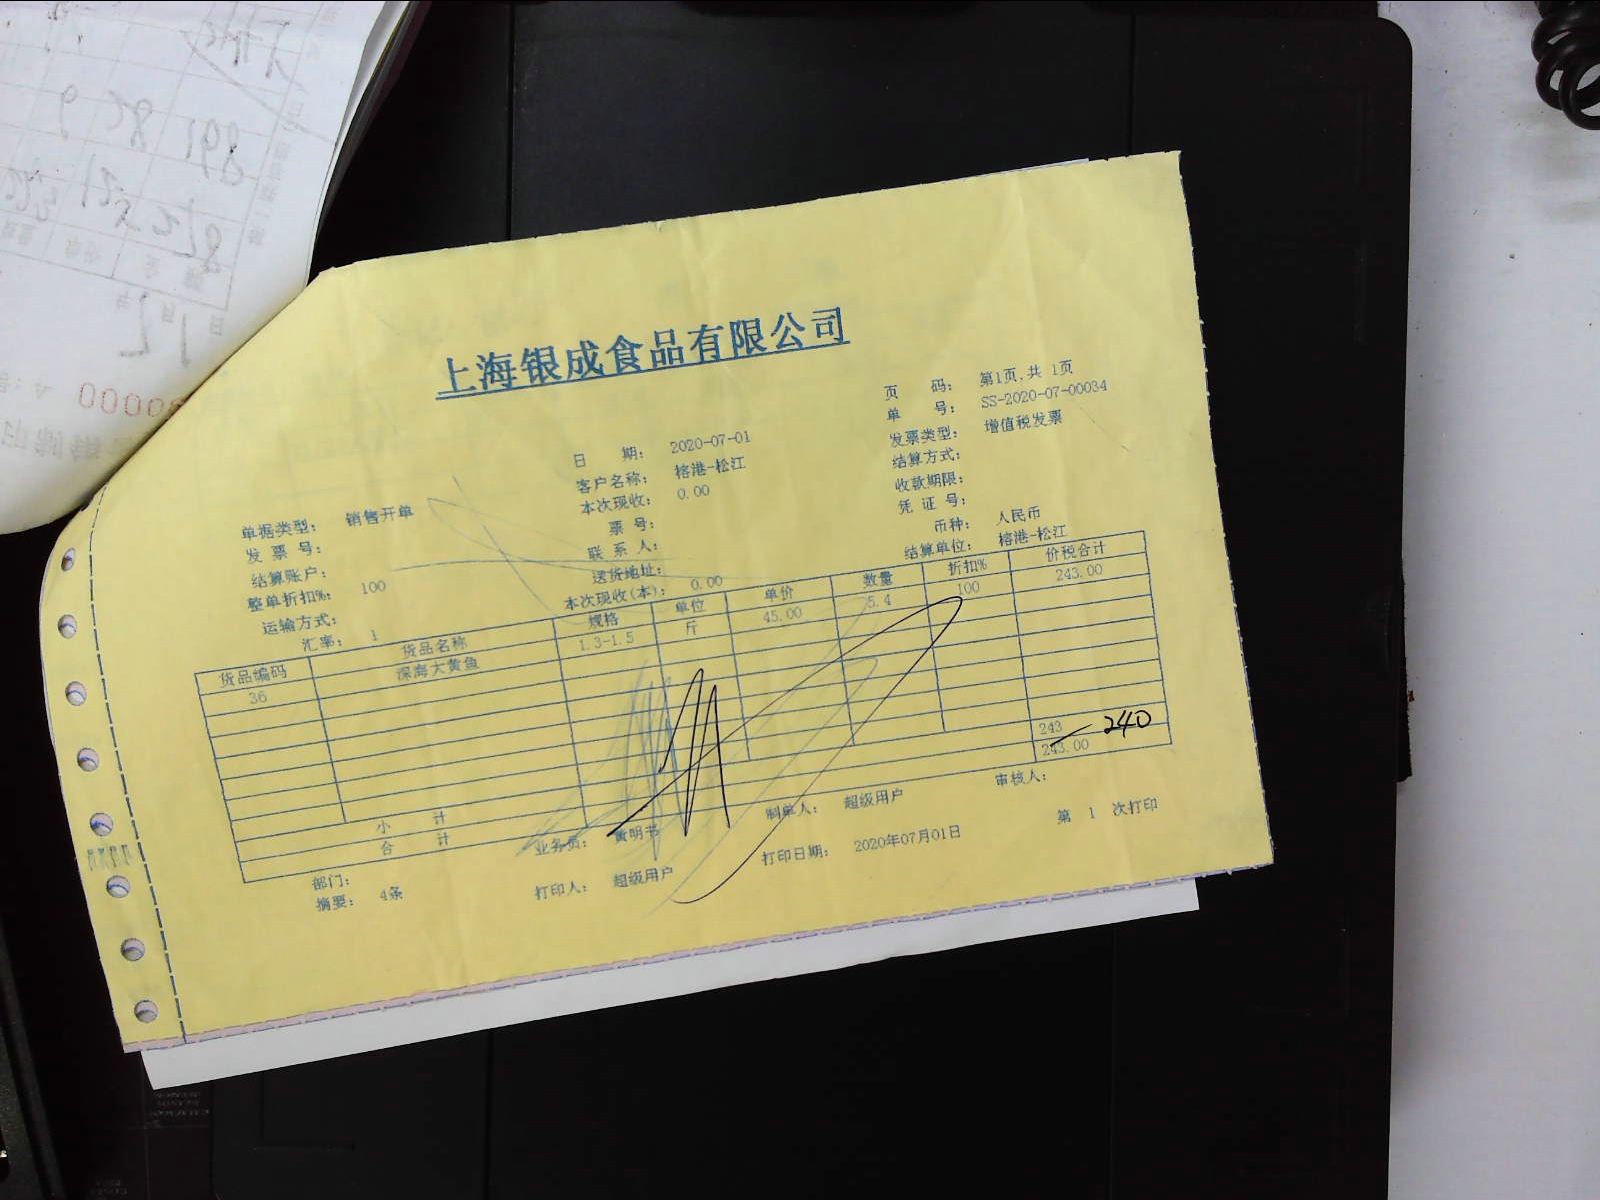 上海银成食品有限公司
页 码： 第1页,共 1页
单 号： SS-2020-07-00034
日 期： 2020-07-01
发票类型： 增值税发票
客户名称： 榕港-松江
结算方式：
单据类型： 销售开单
本次现收： 0.00
收款期限：
发 票 号：
票 号：
凭 证 号：
结算账户：
联 系 人：
币种： 人民币
整单折扣%： 100
送货地址：
结算单位： 榕港-松江
运输方式：
本次现收(本)： 0.00
汇率： 1
货品编码 货品名称 规格 单位 单价 数量 折扣% 价税合计
36 深海大黄鱼 1.3-1.5 斤 45.00 5.4 100 243.00
小 计 243
240
合 计 243.00
部门： 业务员： 黄明书 制单人： 超级用户 审核人：
摘要： 4条 打印人： 超级用户 打印日期： 2020年07月01日 第 1 次打印